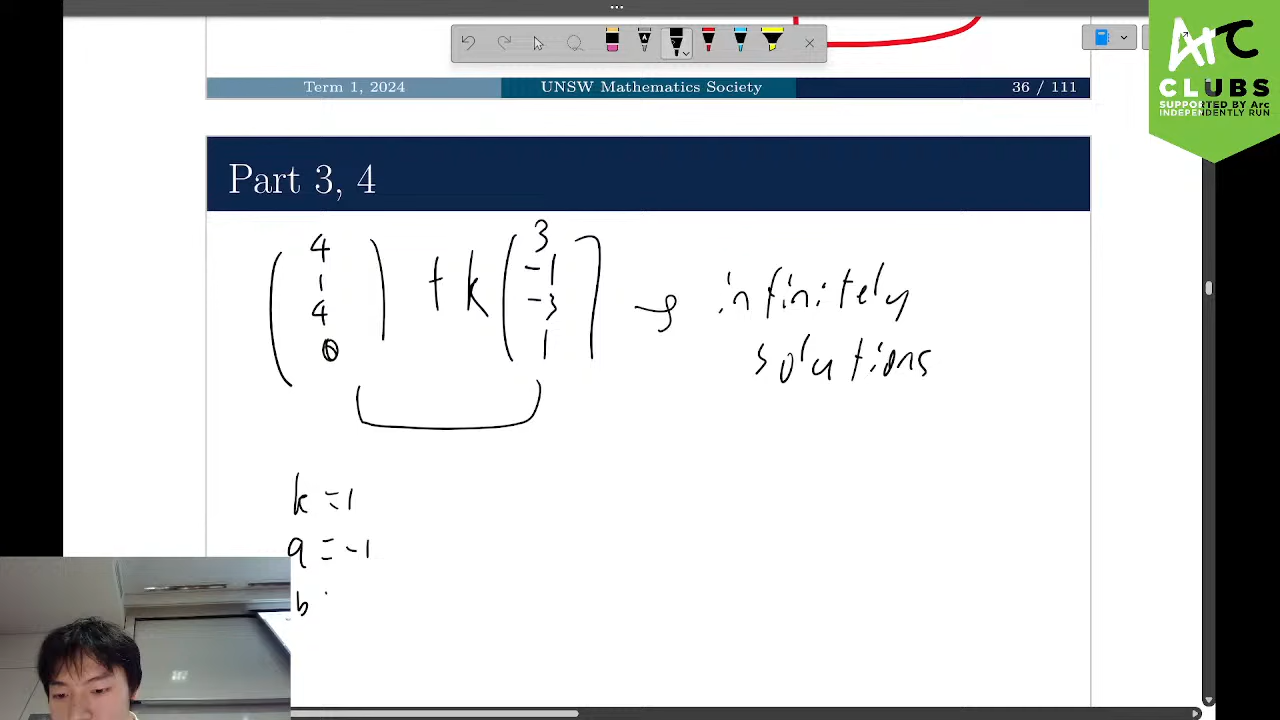 Term 1, 2024 UNSW Mathematics Society 36 / 111
Arc
CLUBS
SUPPORTED BY Arc
INDEPENDENTLY RUN
Part 3, 4
(4 1 4 0) + k (3 -1 -3 1) → infinitely
solutions
k = 1
a = -1
b